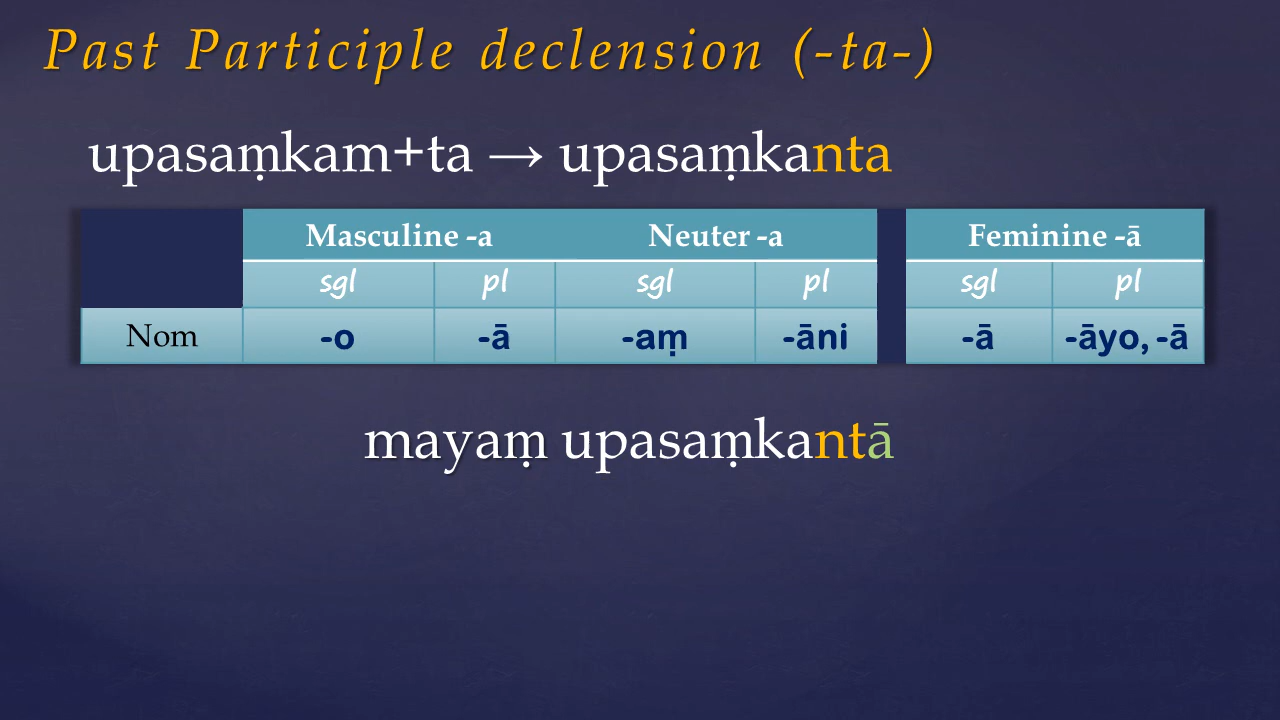 Past Participle declension (-ta-)
upasaṃkam+ta → upasaṃkanta
Masculine -a Neuter -a Feminine -ā
sgl pl sgl pl sgl pl
Nom -o -ā -aṃ -āni -ā -āyo, -ā
mayaṃ upasaṃkantā